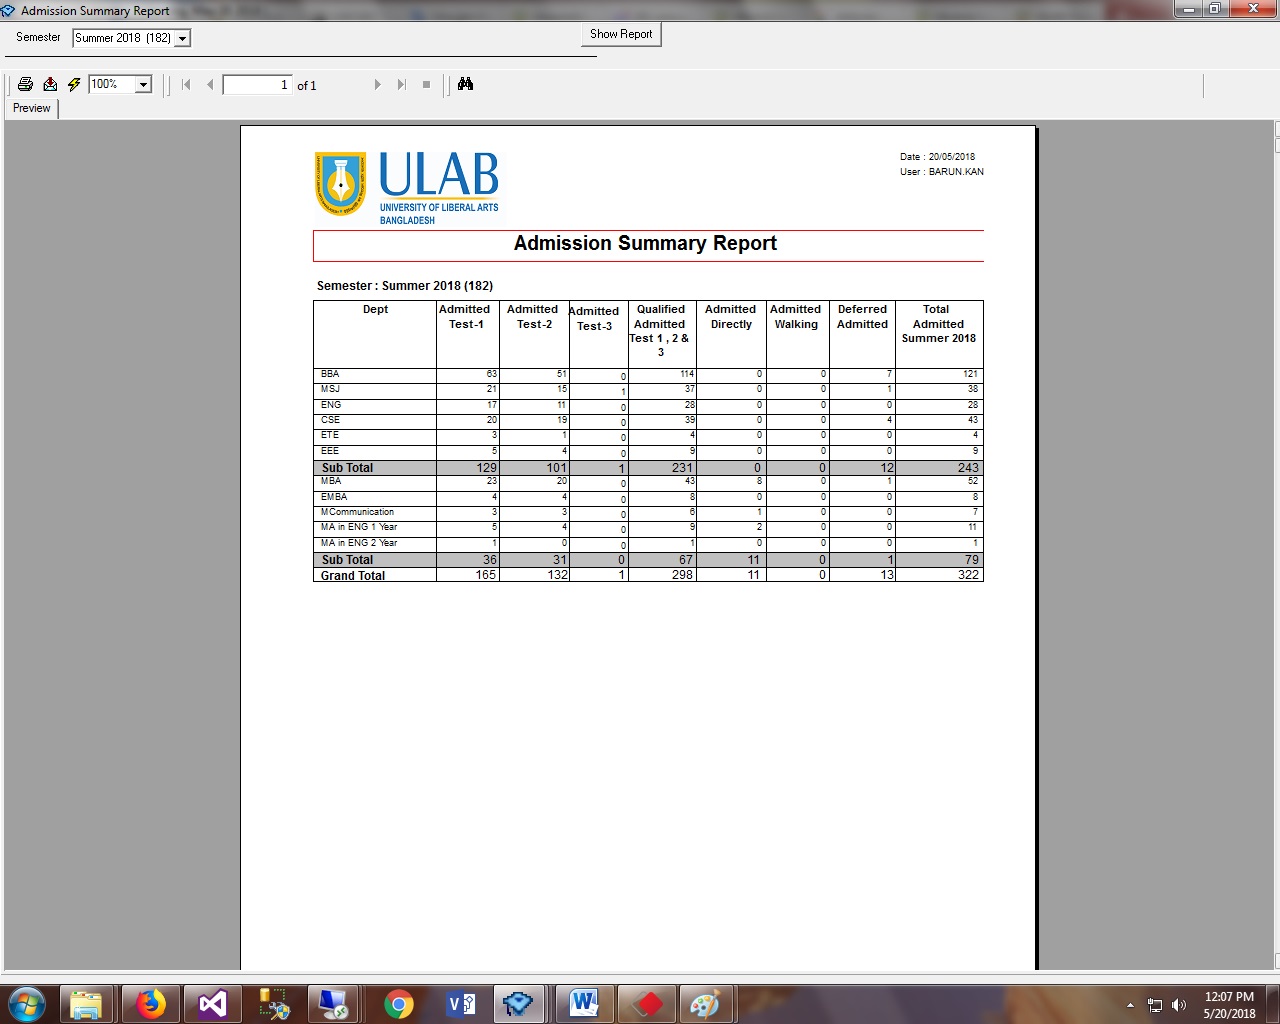 Admission Summary Report
Semester Summer 2018 (182) Show Report
100% 1 of 1
Preview
ULAB
UNIVERSITY OF LIBERAL ARTS
BANGLADESH
Date : 20/05/2018
User : BARUN.KAN
Admission Summary Report
Semester : Summer 2018 (182)
Dept Admitted Test-1 Admitted Test-2 Admitted Test-3 Qualified Admitted Test 1 , 2 & 3 Admitted Directly Admitted Walking Deferred Admitted Total Admitted Summer 2018
BBA 63 51 0 114 0 0 7 121
MSJ 21 15 1 37 0 0 1 38
ENG 17 11 0 28 0 0 0 28
CSE 20 19 0 39 0 0 4 43
ETE 3 1 0 4 0 0 0 4
EEE 5 4 0 9 0 0 0 9
Sub Total 129 101 1 231 0 0 12 243
MBA 23 20 0 43 8 0 1 52
EMBA 4 4 0 8 0 0 0 8
MCommunication 3 3 0 6 1 0 0 7
MA in ENG 1 Year 5 4 0 9 2 0 0 11
MA in ENG 2 Year 1 0 0 1 0 0 0 1
Sub Total 36 31 0 67 11 0 1 79
Grand Total 165 132 1 298 11 0 13 322
12:07 PM
5/20/2018